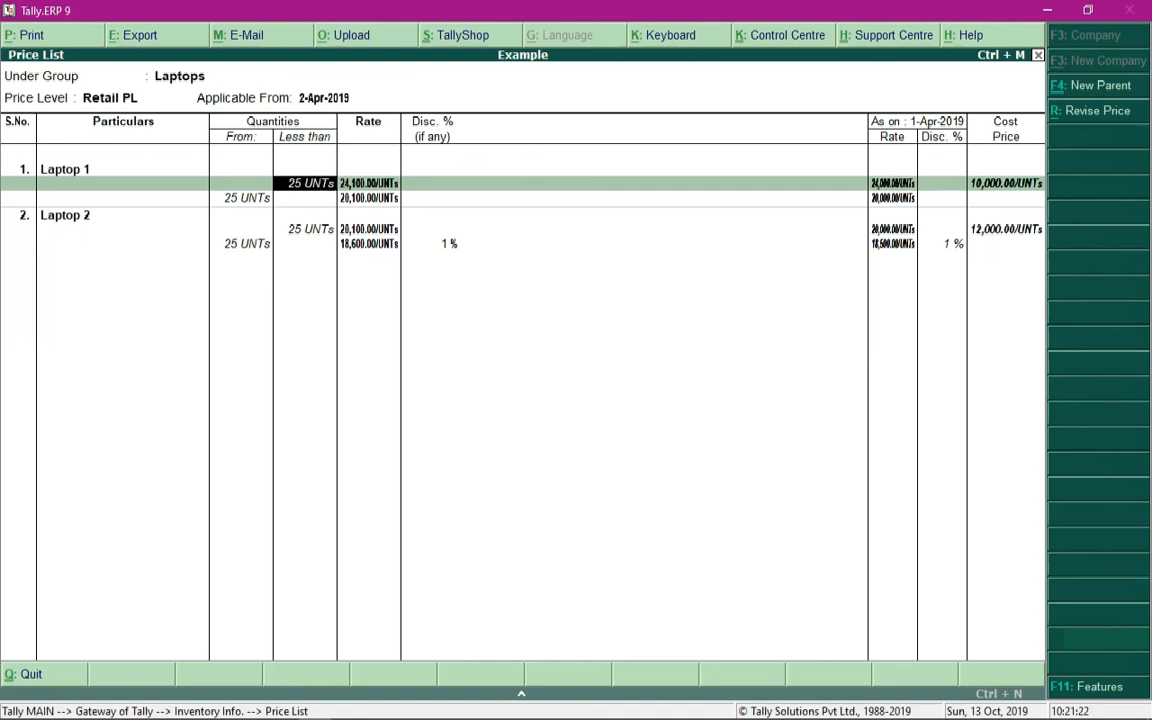 Tally.ERP 9
P: Print E: Export M: E-Mail O: Upload S: TallyShop G: Language K: Keyboard K: Control Centre H: Support Centre H: Help
F3: Company
Price List Example Ctrl + M
F3: New Company
Under Group : Laptops
F4: New Parent
Price Level : Retail PL Applicable From: 2-Apr-2019
R: Revise Price
S.No. Particulars Quantities Rate Disc. % As on : 1-Apr-2019 Cost
From: Less than (if any) Rate Disc. % Price
1. Laptop 1
25 UNTs 24,100.00/UNTs 24,000.00/UNTs 10,000.00/UNTs
25 UNTs 20,100.00/UNTs 20,000.00/UNTs
2. Laptop 2
25 UNTs 20,100.00/UNTs 20,000.00/UNTs 12,000.00/UNTs
25 UNTs 18,600.00/UNTs 1 % 18,500.00/UNTs 1 %
Q: Quit
F11: Features
Ctrl + N
Tally MAIN --> Gateway of Tally --> Inventory Info. --> Price List © Tally Solutions Pvt Ltd., 1988-2019 Sun, 13 Oct, 2019 10:21:22